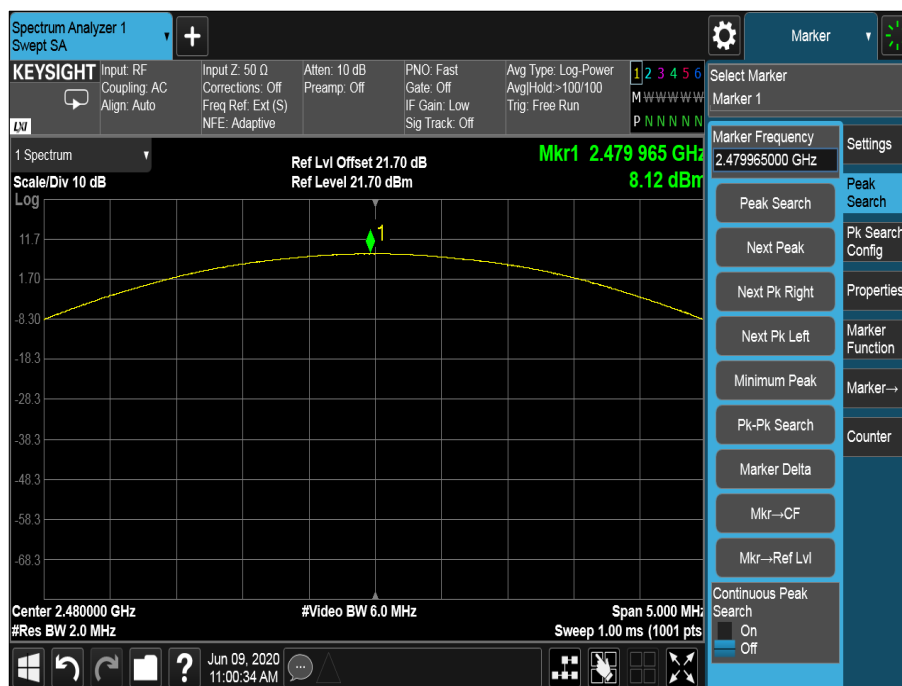 Spectrum Analyzer 1
Swept SA
Marker
KEYSIGHT
LXI
Input: RF
Coupling: AC
Align: Auto
Input Z: 50 Ω
Corrections: Off
Freq Ref: Ext (S)
NFE: Adaptive
Atten: 10 dB
Preamp: Off
PNO: Fast
Gate: Off
IF Gain: Low
Sig Track: Off
Avg Type: Log-Power
Avg|Hold:>100/100
Trig: Free Run
1 2 3 4 5 6
M W W W W W
P N N N N N
Select Marker
Marker 1
1 Spectrum
Scale/Div 10 dB
Log
Ref Lvl Offset 21.70 dB
Ref Level 21.70 dBm
Mkr1 2.479 965 GHz
8.12 dBm
11.7
1.70
-8.30
-18.3
-28.3
-38.3
-48.3
-58.3
-68.3
1
Center 2.480000 GHz
#Res BW 2.0 MHz
#Video BW 6.0 MHz
Span 5.000 MHz
Sweep 1.00 ms (1001 pts
Marker Frequency
2.479965000 GHz
Peak Search
Next Peak
Next Pk Right
Next Pk Left
Minimum Peak
Pk-Pk Search
Marker Delta
Mkr→CF
Mkr→Ref Lvl
Continuous Peak
Search
On
Off
Settings
Peak
Search
Pk Search
Config
Properties
Marker
Function
Marker→
Counter
?
Jun 09, 2020
11:00:34 AM